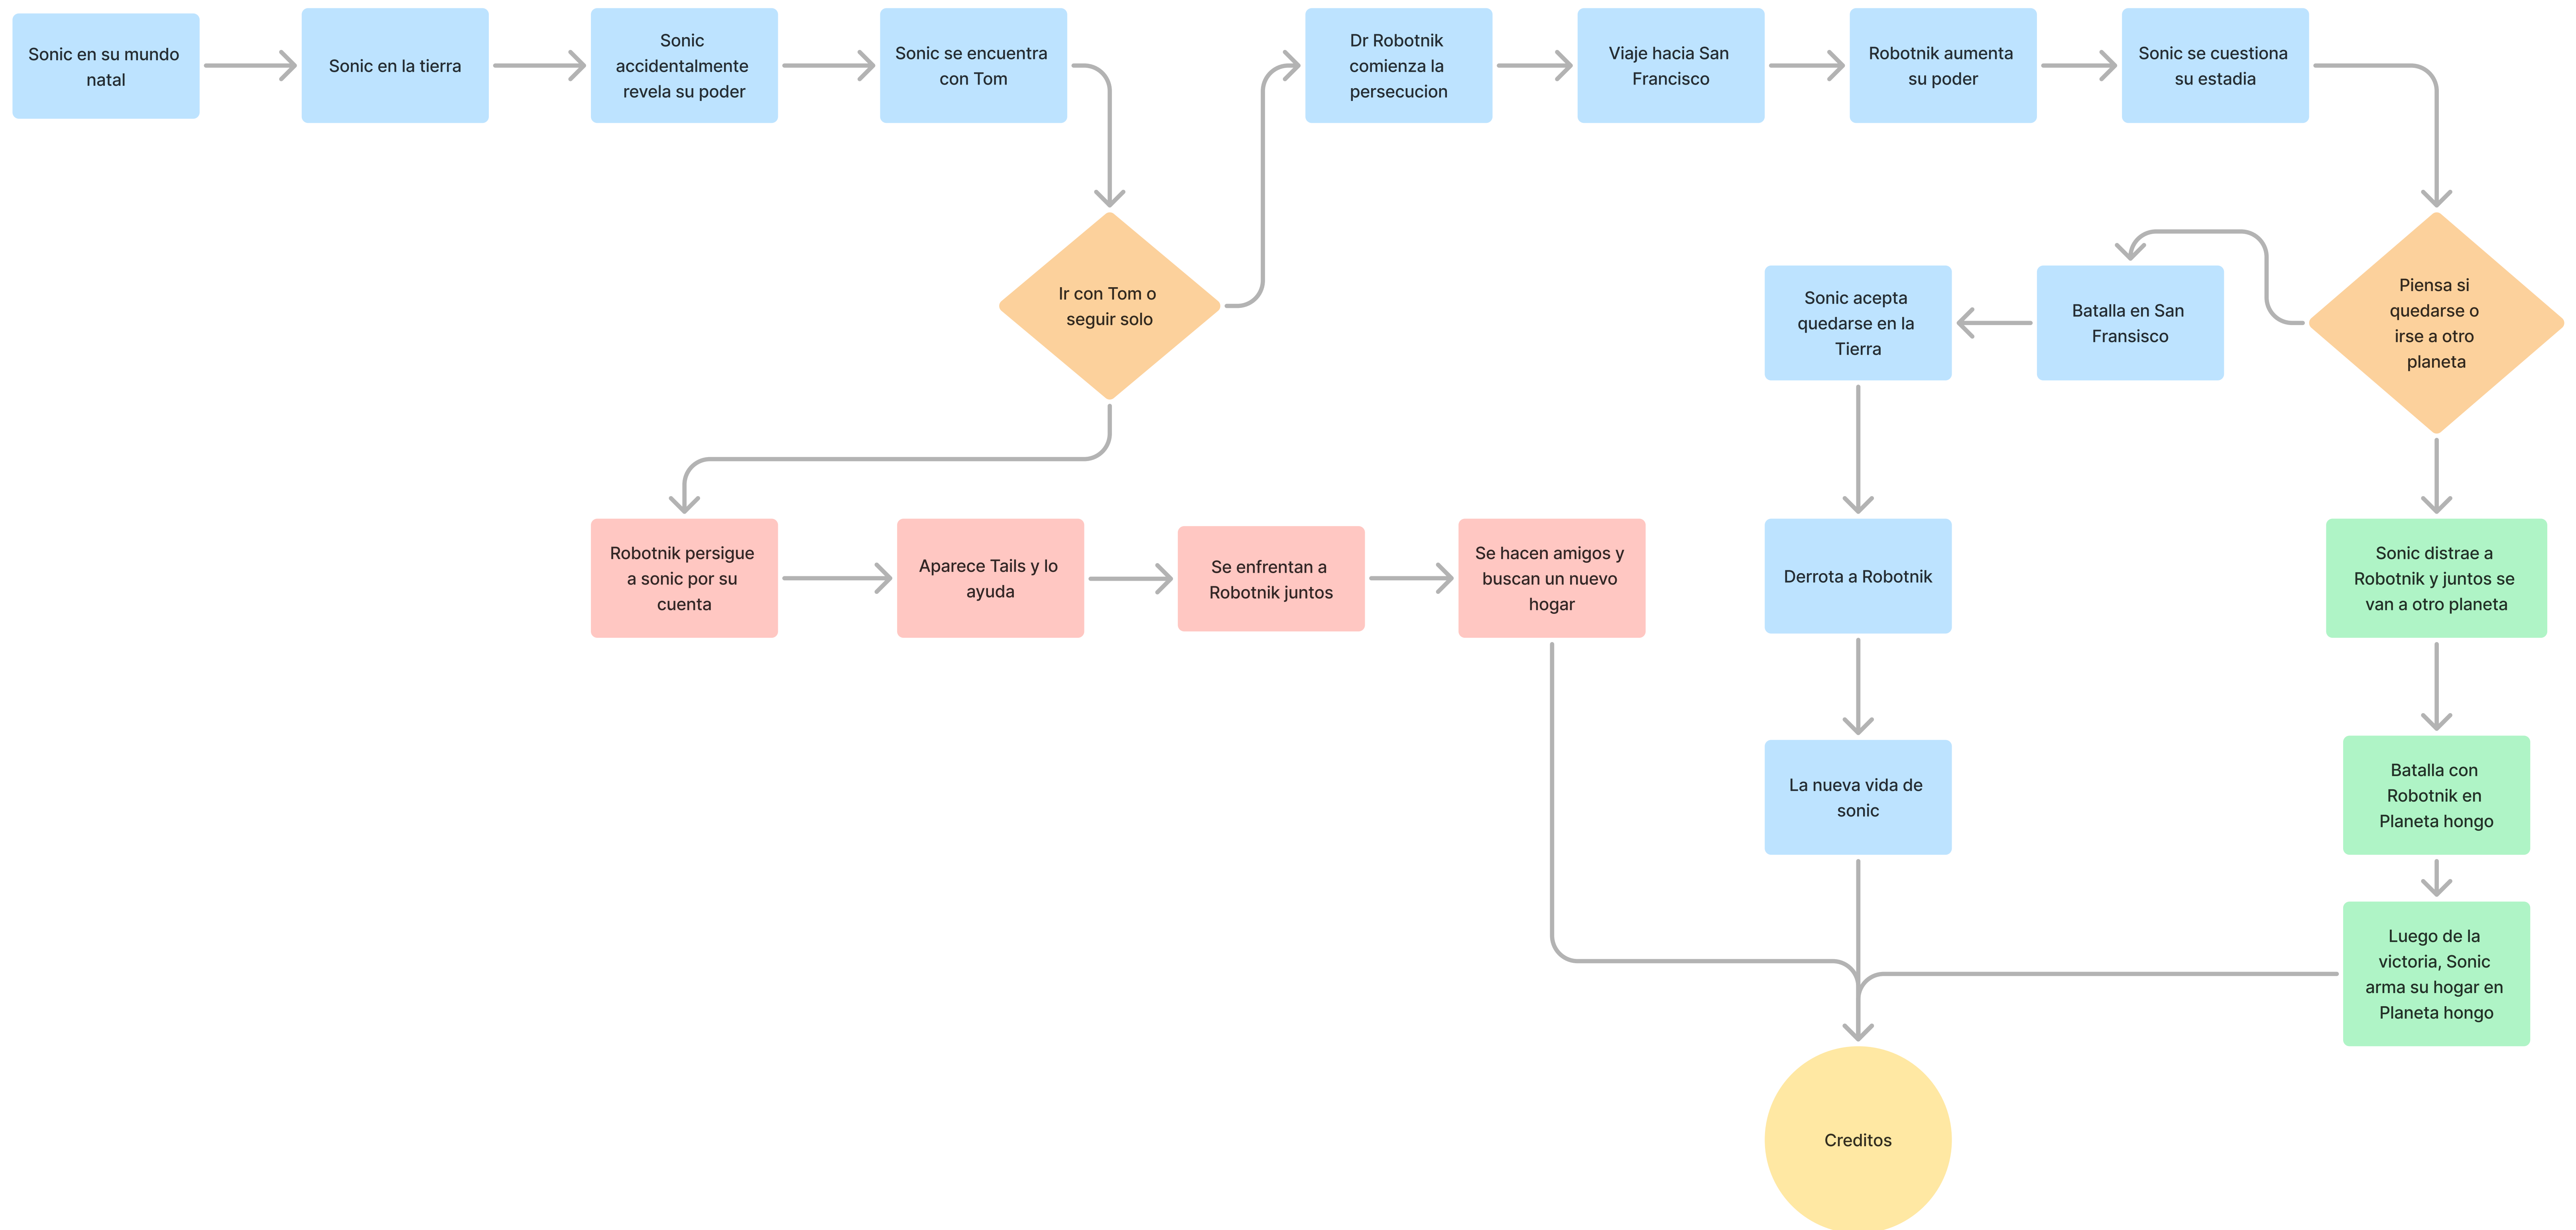 Sonic en su mundo
natal
Sonic en la tierra
Sonic
accidentalmente
revela su poder
Sonic se encuentra
con Tom
Dr Robotnik
comienza la
persecucion
Viaje hacia San
Francisco
Robotnik aumenta
su poder
Sonic se cuestiona
su estadia
Ir con Tom o
seguir solo
Sonic acepta
quedarse en la
Tierra
Batalla en San
Fransisco
Piensa si
quedarse o
irse a otro
planeta
Robotnik persigue
a sonic por su
cuenta
Aparece Tails y lo
ayuda
Se enfrentan a
Robotnik juntos
Se hacen amigos y
buscan un nuevo
hogar
Derrota a Robotnik
Sonic distrae a
Robotnik y juntos se
van a otro planeta
La nueva vida de
sonic
Batalla con
Robotnik en
Planeta hongo
Luego de la
victoria, Sonic
arma su hogar en
Planeta hongo
Creditos